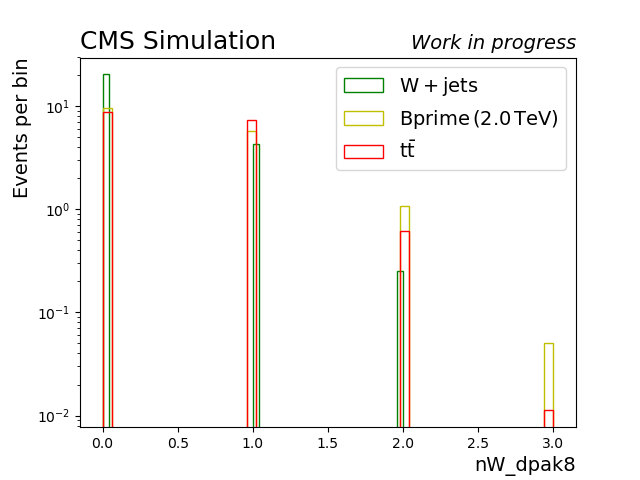 CMS Simulation Work in progress
Events per bin
W + jets
Bprime (2.0 TeV)
tt̄
10¹
10⁰
10⁻¹
10⁻²
0.0 0.5 1.0 1.5 2.0 2.5 3.0
nW_dpak8